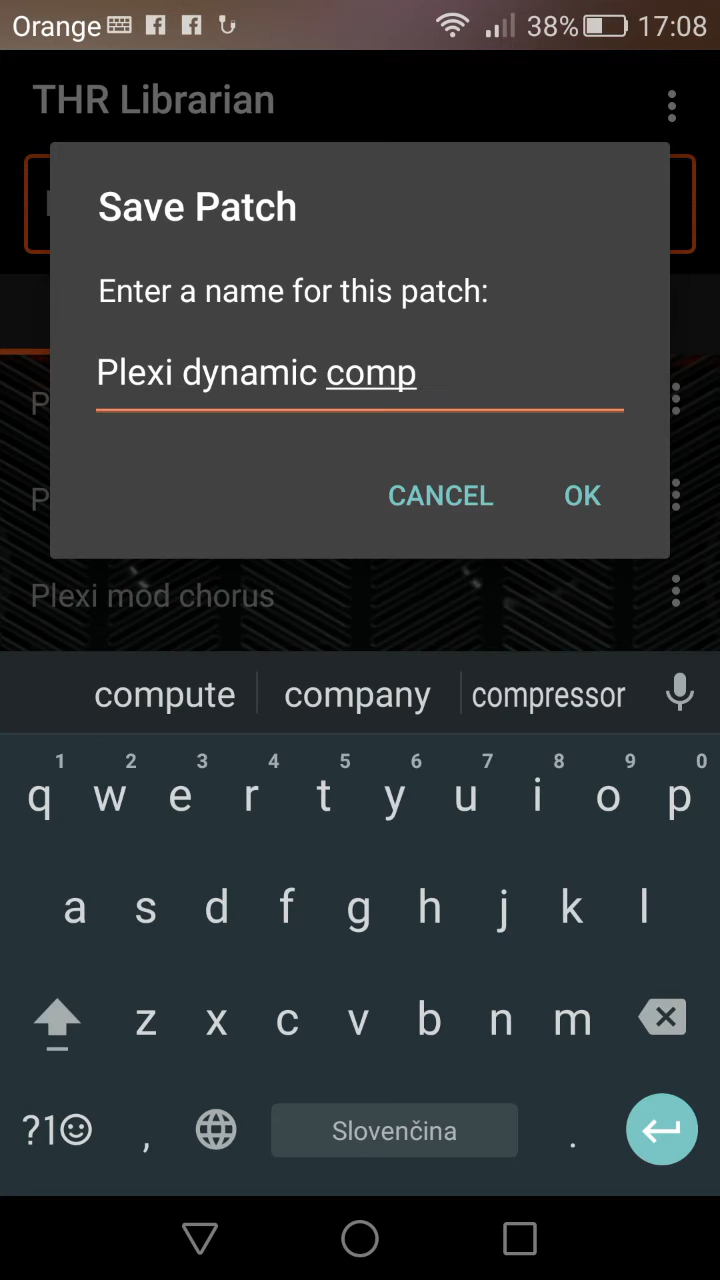 Orange 38% 17:08
THR Librarian
Save Patch
Enter a name for this patch:
Plexi dynamic comp
CANCEL OK
P
P
Plexi mod chorus
compute company compressor
1 2 3 4 5 6 7 8 9 0
q w e r t y u i o p
a s d f g h j k l
z x c v b n m
?1☺ , Slovenčina .